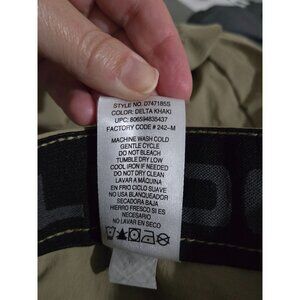 STYLE NO. D747185S
COLOR: DELTA KHAKI
UPC: 806594835437
FACTORY CODE # 242-M
MACHINE WASH COLD
GENTLE CYCLE
DO NOT BLEACH
TUMBLE DRY LOW
COOL IRON IF NEEDED
DO NOT DRY CLEAN
LAVAR A MÁQUINA
EN FRIO CICLO SUAVE
NO USA BLANQUEADOR
SECADORA BAJA
HIERRO FRESCO SI ES
NECESARIO
NO LAVAR EN SECO